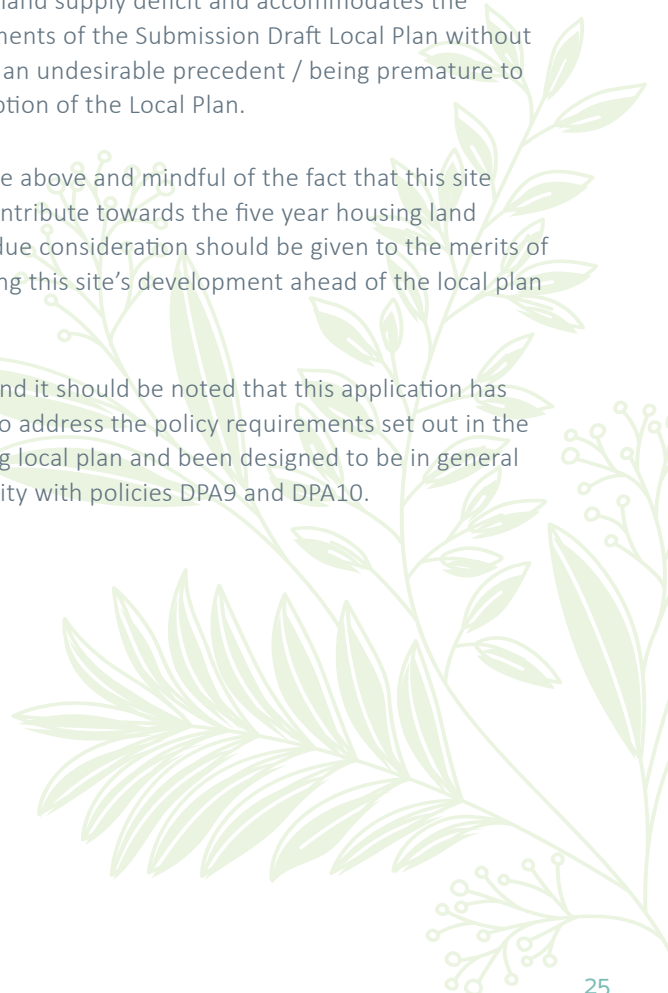 land supply deficit and accommodates the
ments of the Submission Draft Local Plan without
an undesirable precedent / being premature to
ption of the Local Plan.
e above and mindful of the fact that this site
ntribute towards the five year housing land
due consideration should be given to the merits of
ng this site's development ahead of the local plan
nd it should be noted that this application has
o address the policy requirements set out in the
g local plan and been designed to be in general
ity with policies DPA9 and DPA10.
25